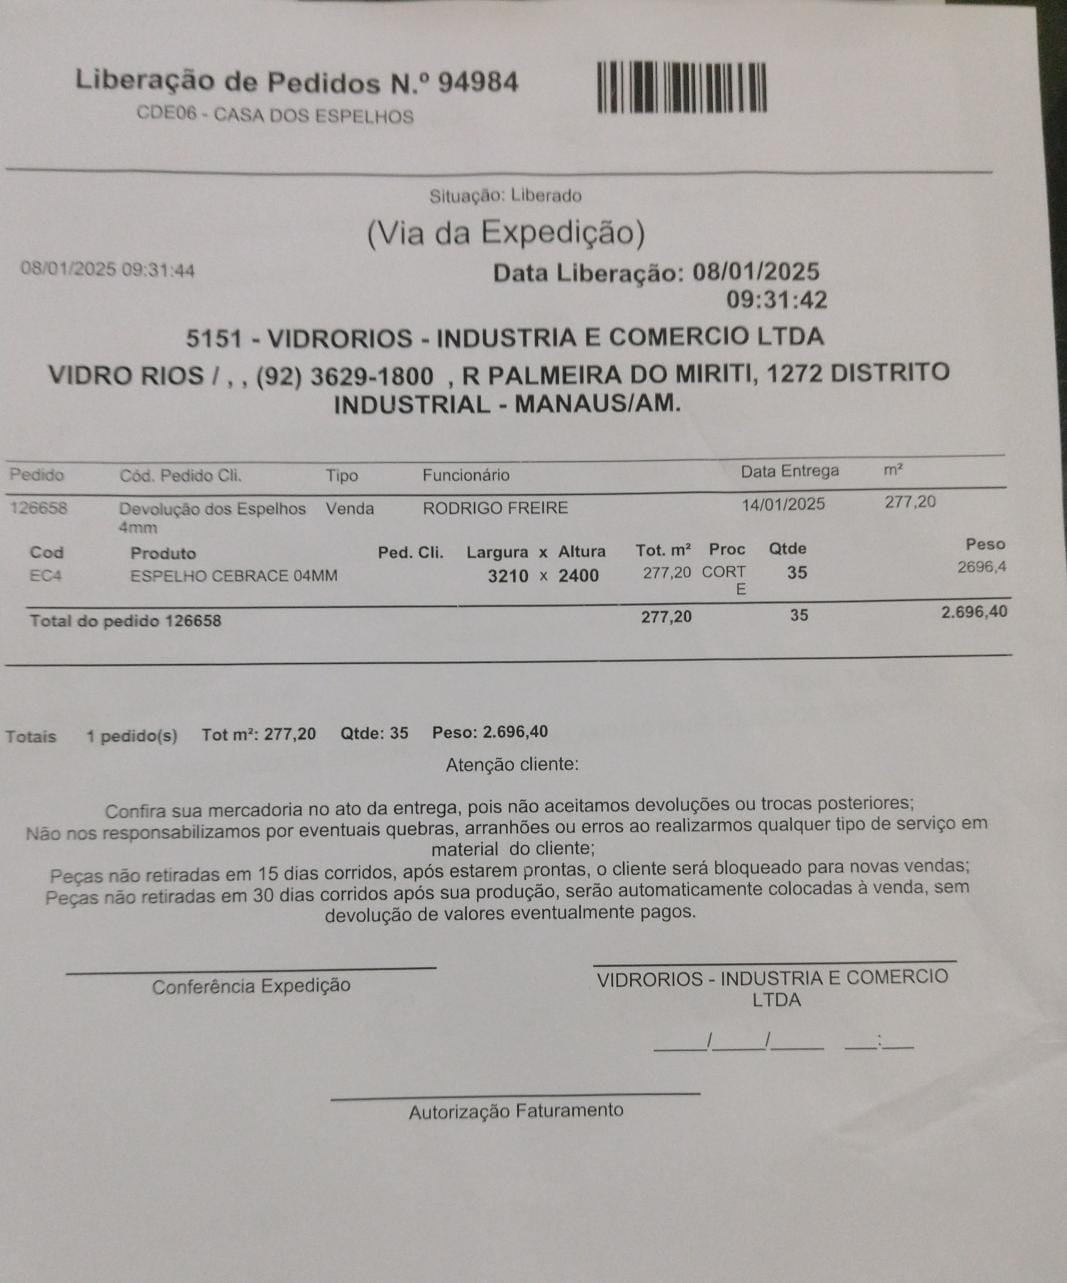 Liberação de Pedidos N.º 94984
CDE06 - CASA DOS ESPELHOS
Situação: Liberado
(Via da Expedição)
08/01/2025 09:31:44
Data Liberação: 08/01/2025
09:31:42
5151 - VIDRORIOS - INDUSTRIA E COMERCIO LTDA
VIDRO RIOS / , , (92) 3629-1800 , R PALMEIRA DO MIRITI, 1272 DISTRITO
INDUSTRIAL - MANAUS/AM.
Pedido Cód. Pedido Cli. Tipo Funcionário Data Entrega m²
126658 Devolução dos Espelhos Venda RODRIGO FREIRE 14/01/2025 277,20
4mm
Cod Produto Ped. Cli. Largura x Altura Tot. m² Proc Qtde Peso
EC4 ESPELHO CEBRACE 04MM 3210 x 2400 277,20 CORT 35 2696,4
E
Total do pedido 126658 277,20 35 2.696,40
Totais 1 pedido(s) Tot m²: 277,20 Qtde: 35 Peso: 2.696,40
Atenção cliente:
Confira sua mercadoria no ato da entrega, pois não aceitamos devoluções ou trocas posteriores;
Não nos responsabilizamos por eventuais quebras, arranhões ou erros ao realizarmos qualquer tipo de serviço em
material do cliente;
Peças não retiradas em 15 dias corridos, após estarem prontas, o cliente será bloqueado para novas vendas;
Peças não retiradas em 30 dias corridos após sua produção, serão automaticamente colocadas à venda, sem
devolução de valores eventualmente pagos.
Conferência Expedição
VIDRORIOS - INDUSTRIA E COMERCIO
LTDA
____/____/____ ___:___
Autorização Faturamento